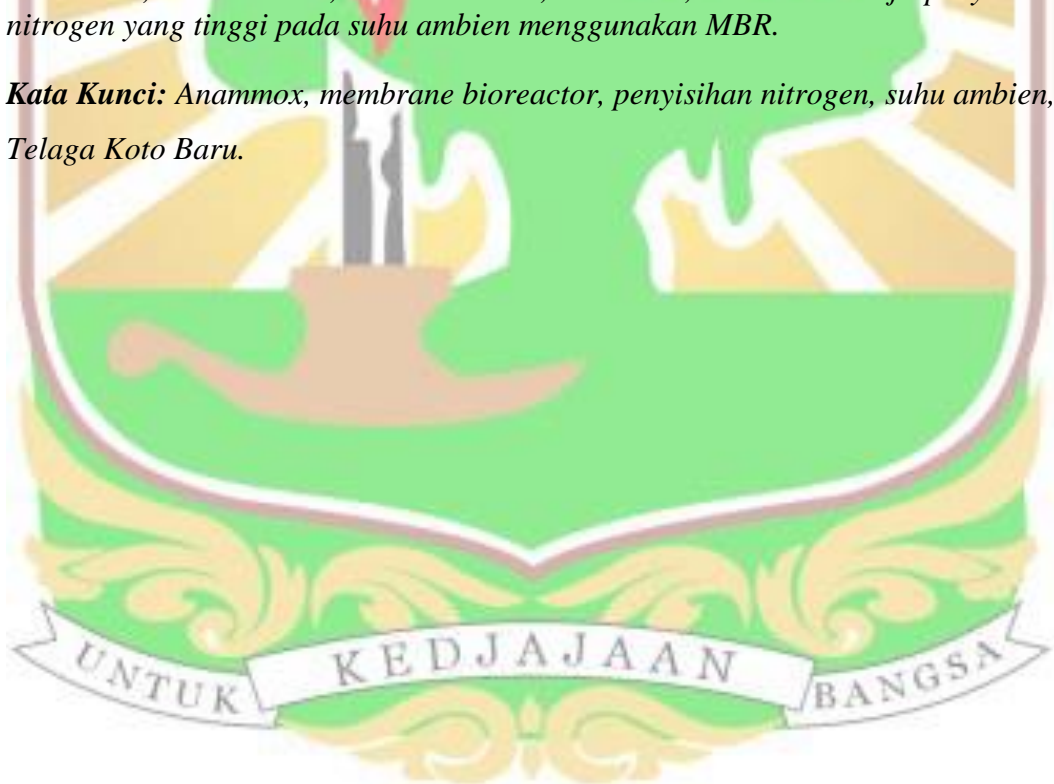 nitrogen yang tinggi pada suhu ambien menggunakan MBR.
Kata Kunci: Anammox, membrane bioreactor, penyisihan nitrogen, suhu ambien,
Telaga Koto Baru.
UNTUK KEDJAJAAN BANGSA